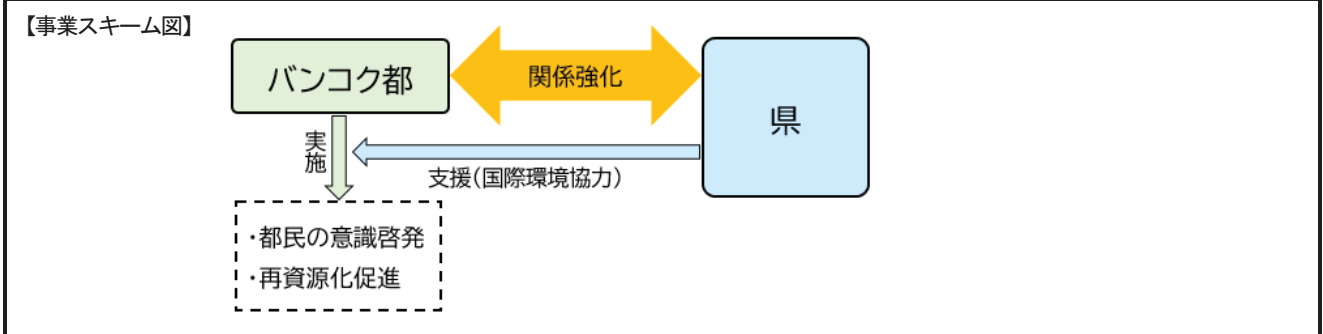 【事業スキーム図】
バンコク都
関係強化
県
実施
支援(国際環境協力)
・都民の意識啓発
・再資源化促進